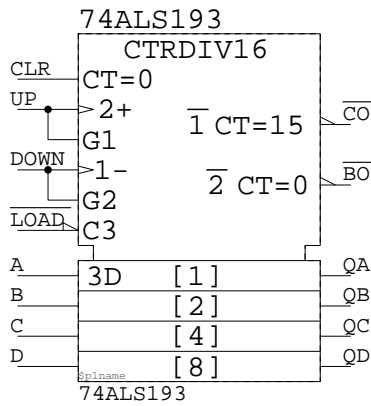 74ALS193
CTRDIV16
CLR CT=0
UP 2+
1 CT=15 CO
G1
DOWN 1-
2 CT=0 BO
G2
LOAD C3
A 3D [1] QA
B [2] QB
C [4] QC
D [8] QD
$plname
74ALS193